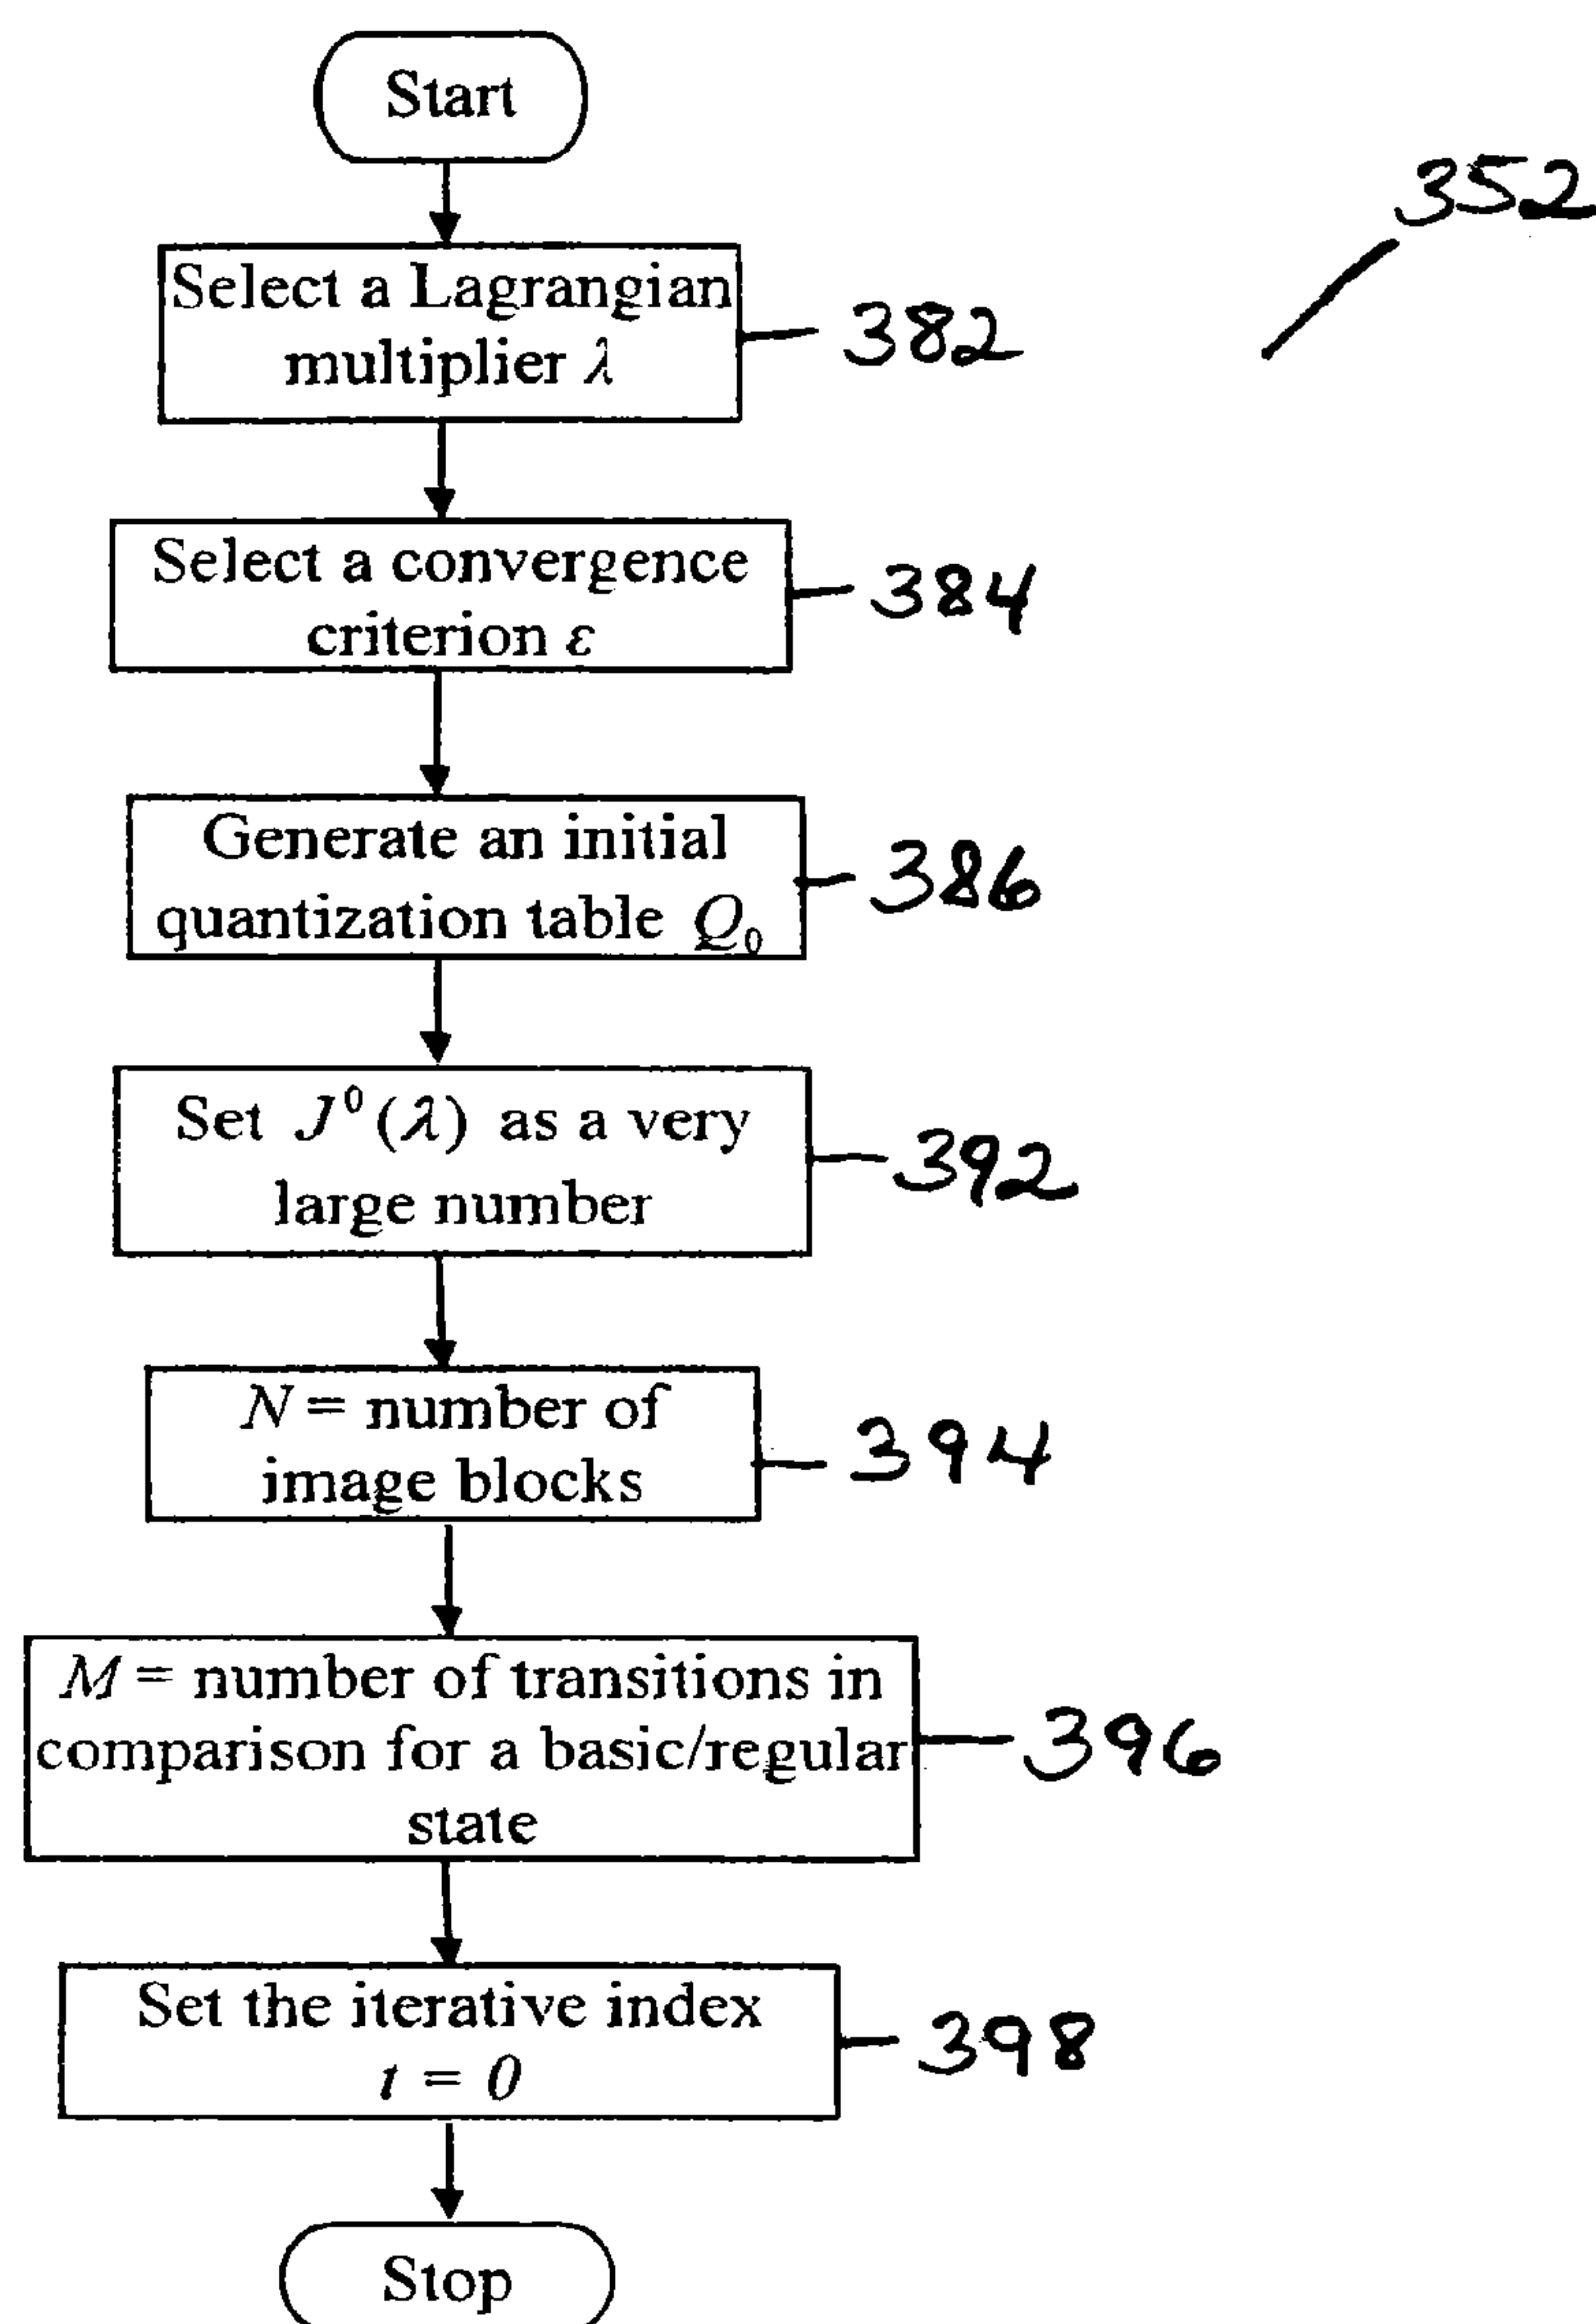 Start
352
Select a Lagrangian
multiplier λ
382
Select a convergence
criterion ε
384
Generate an initial
quantization table Q₀
386
Set J⁰(λ) as a very
large number
392
N = number of
image blocks
394
M = number of transitions in
comparison for a basic/regular
state
396
Set the iterative index
t = 0
398
Stop